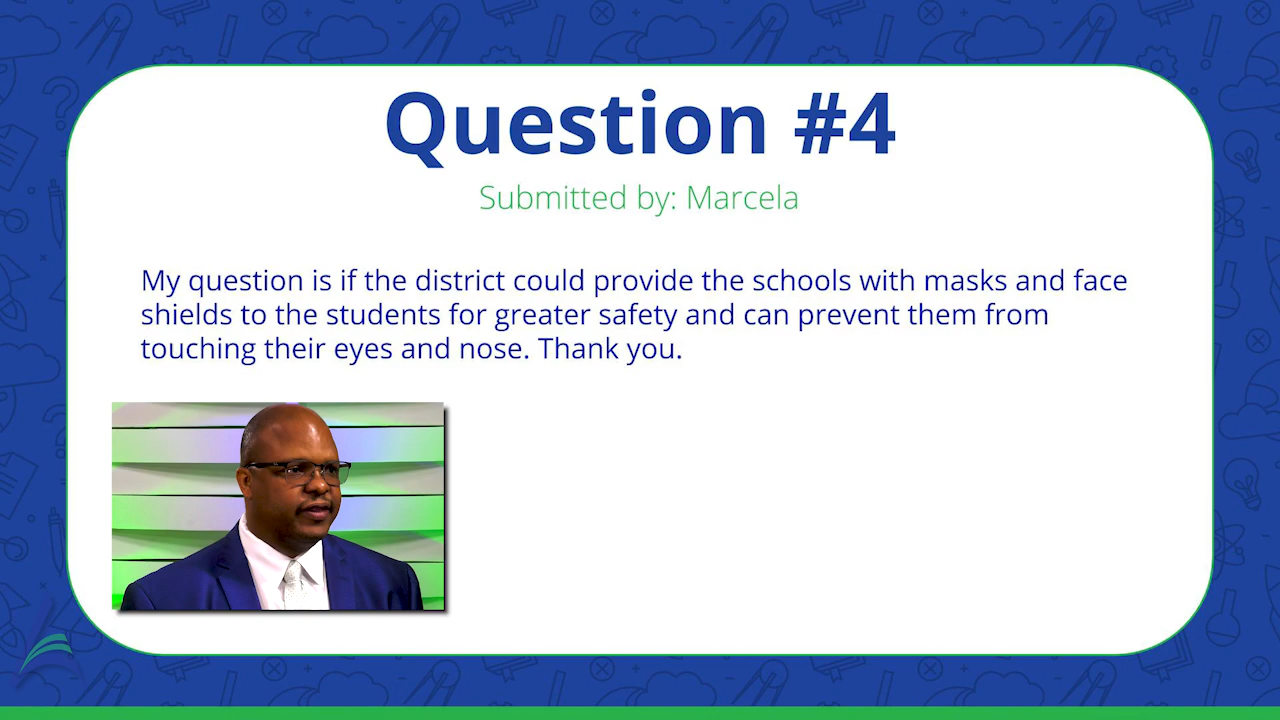 Question #4
Submitted by: Marcela
My question is if the district could provide the schools with masks and face
shields to the students for greater safety and can prevent them from
touching their eyes and nose. Thank you.